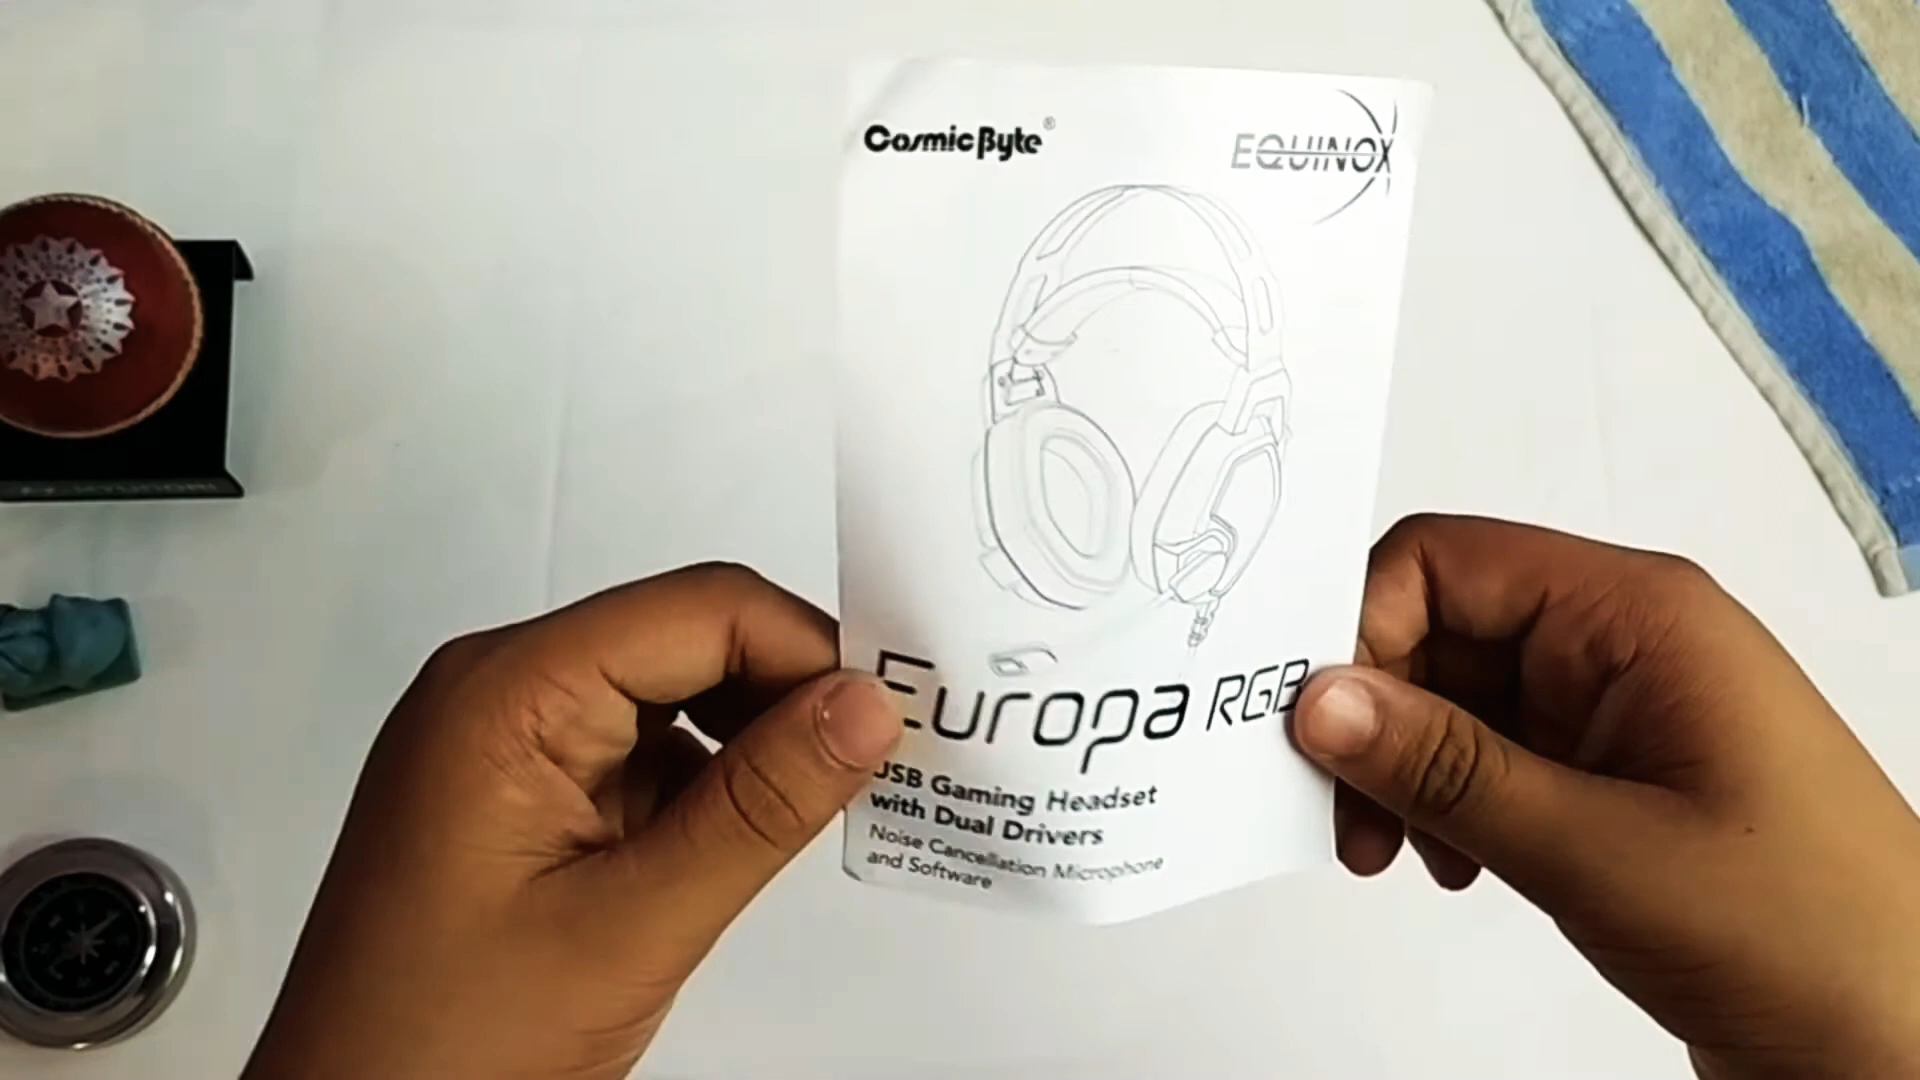 Cosmic Byte®
EQUINOX
Europa RGB
USB Gaming Headset
with Dual Drivers
Noise Cancellation Microphone
and Software